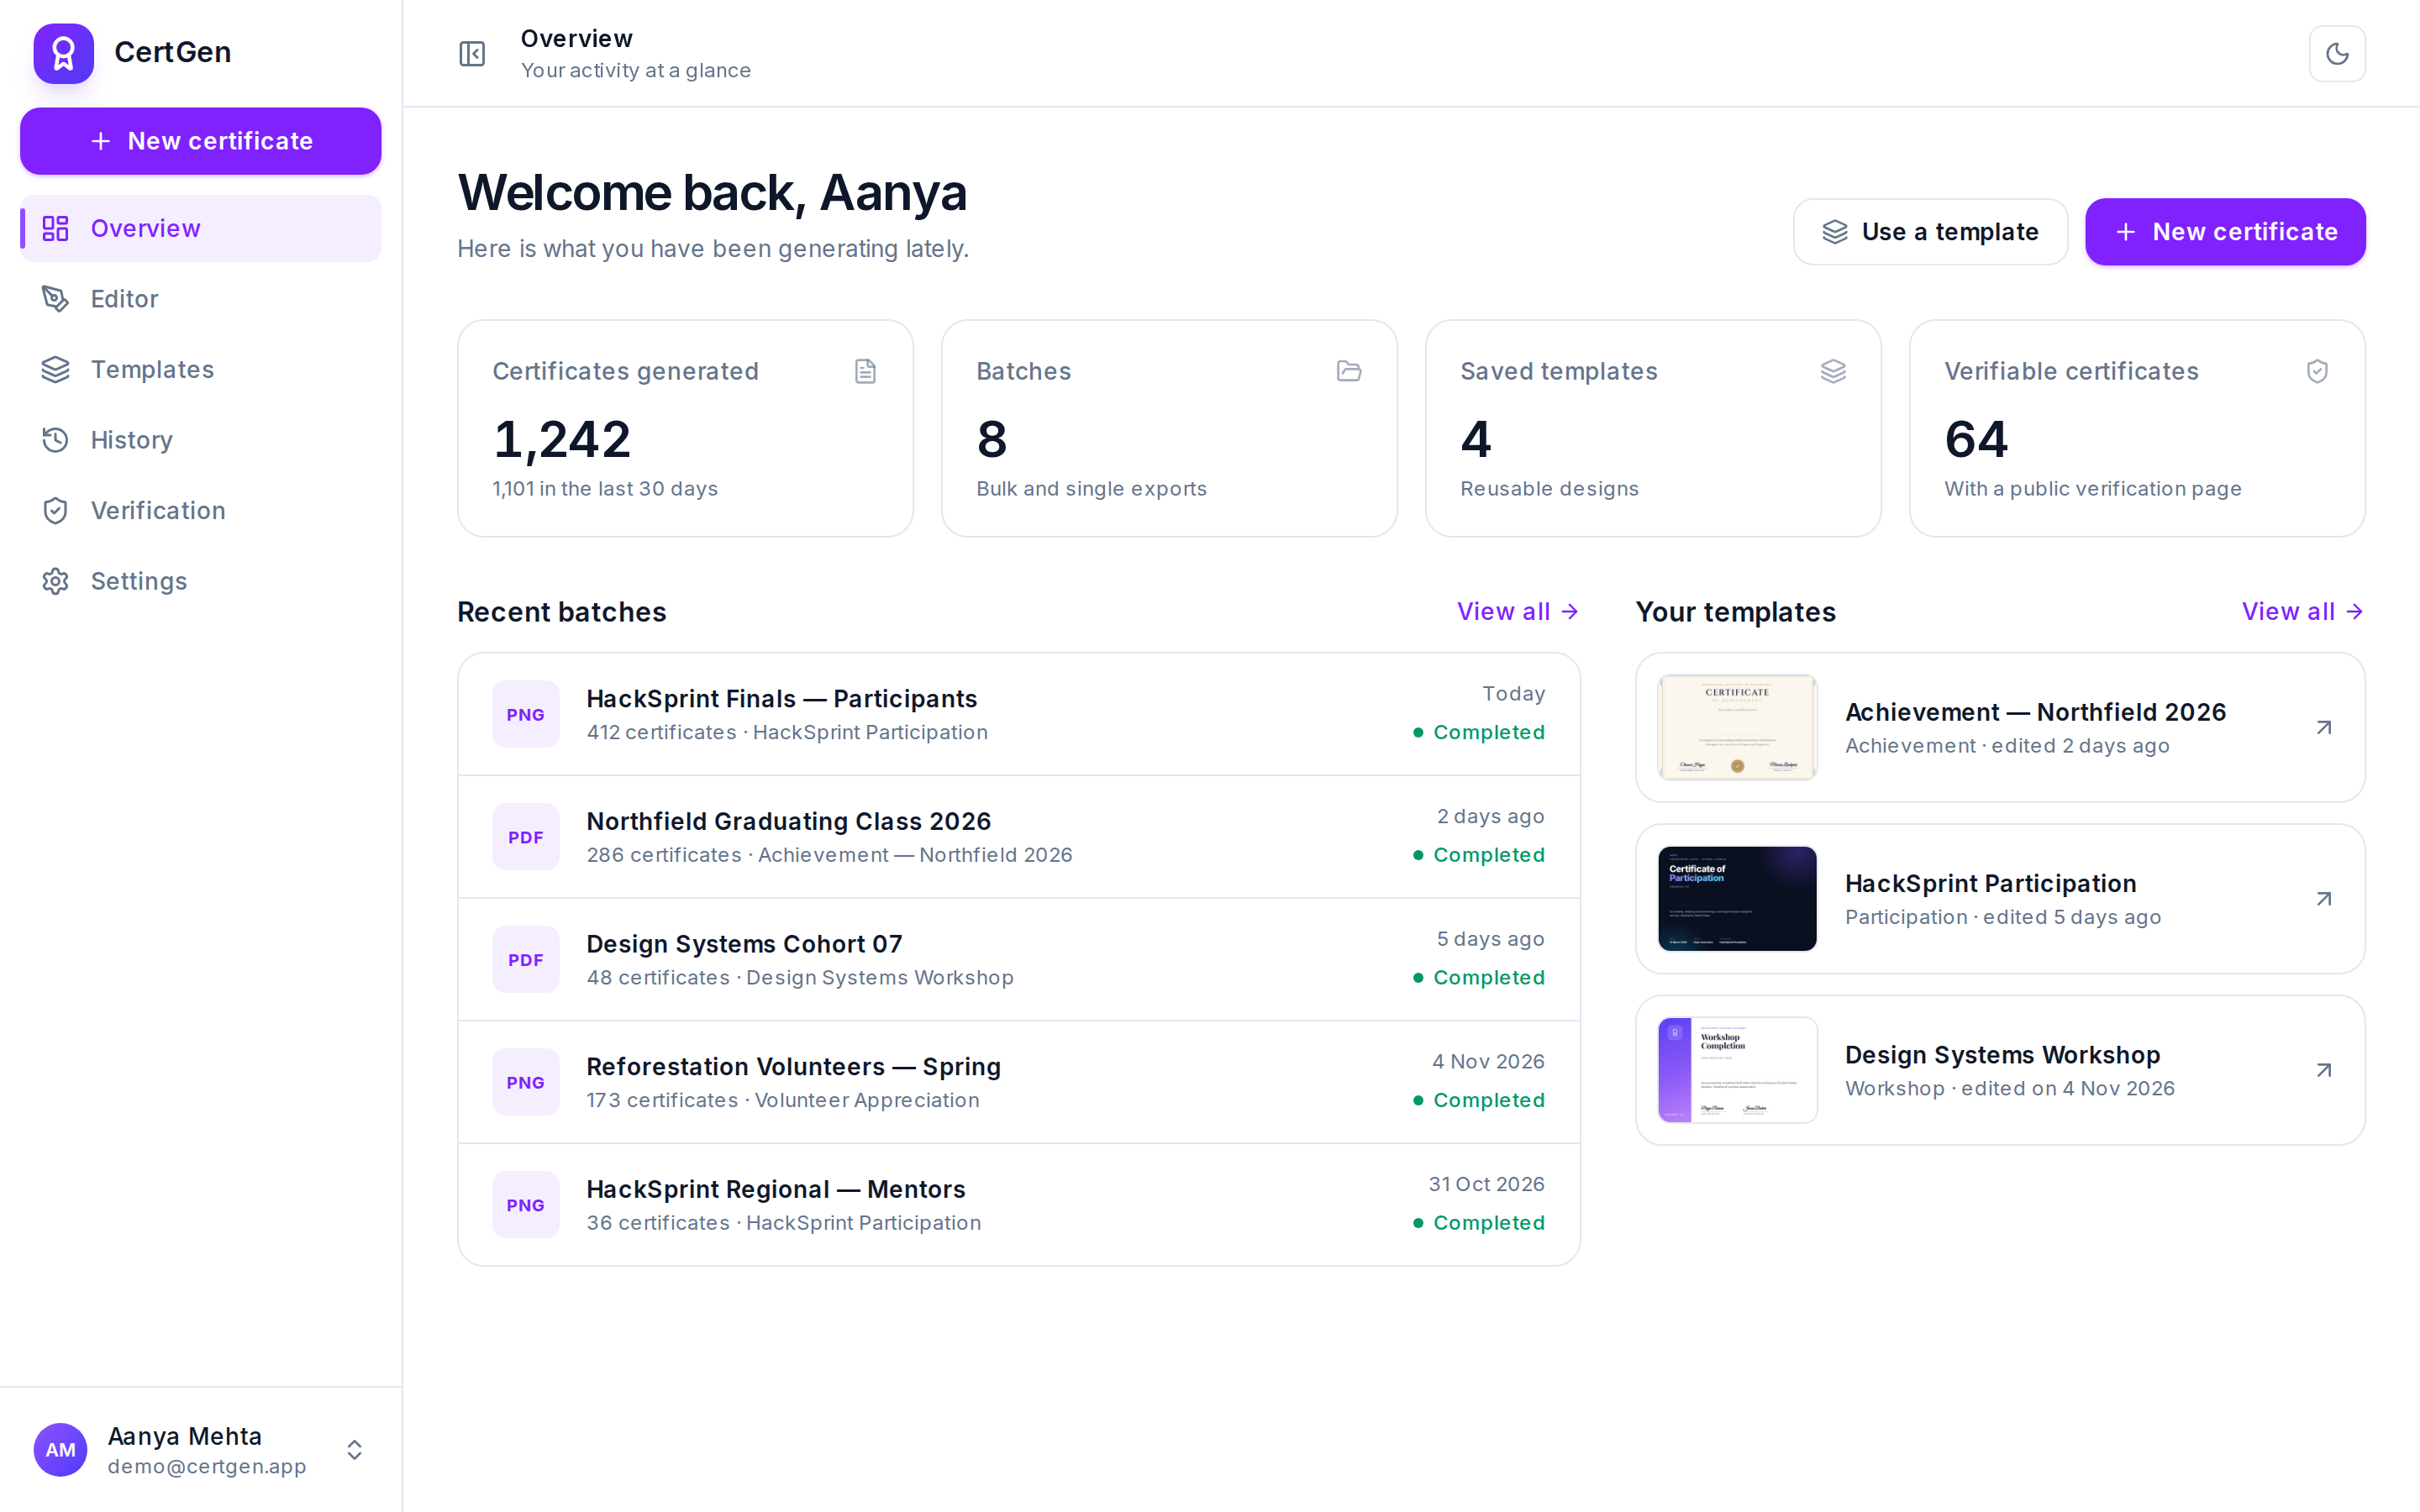 CertGen
New certificate
Overview
Editor
Templates
History
Verification
Settings
Aanya Mehta
AM
demo@certgen.app
Overview
Your activity at a glance
Welcome back, Aanya
Here is what you have been generating lately.
Use a template
New certificate
Certificates generated
1,242
1,101 in the last 30 days
Batches
8
Bulk and single exports
Saved templates
4
Reusable designs
Verifiable certificates
64
With a public verification page
Recent batches
View all
PNG
HackSprint Finals — Participants
412 certificates · HackSprint Participation
Today
Completed
PDF
Northfield Graduating Class 2026
286 certificates · Achievement — Northfield 2026
2 days ago
Completed
PDF
Design Systems Cohort 07
48 certificates · Design Systems Workshop
5 days ago
Completed
PNG
Reforestation Volunteers — Spring
173 certificates · Volunteer Appreciation
4 Nov 2026
Completed
PNG
HackSprint Regional — Mentors
36 certificates · HackSprint Participation
31 Oct 2026
Completed
Your templates
View all
CERTIFICATE
OF ACHIEVEMENT
Achievement — Northfield 2026
Achievement · edited 2 days ago
Certificate of
Participation
HackSprint Participation
Participation · edited 5 days ago
Workshop
Completion
Design Systems Workshop
Workshop · edited on 4 Nov 2026